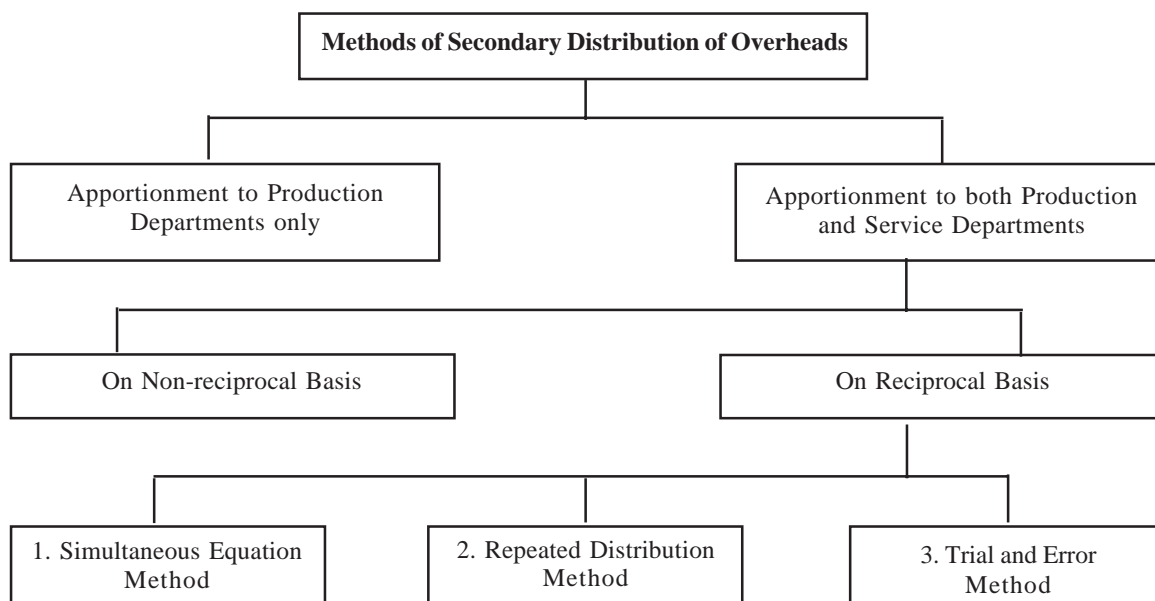 Methods of Secondary Distribution of Overheads
Apportionment to Production
Departments only
Apportionment to both Production
and Service Departments
On Non-reciprocal Basis
On Reciprocal Basis
1. Simultaneous Equation
Method
2. Repeated Distribution
Method
3. Trial and Error
Method